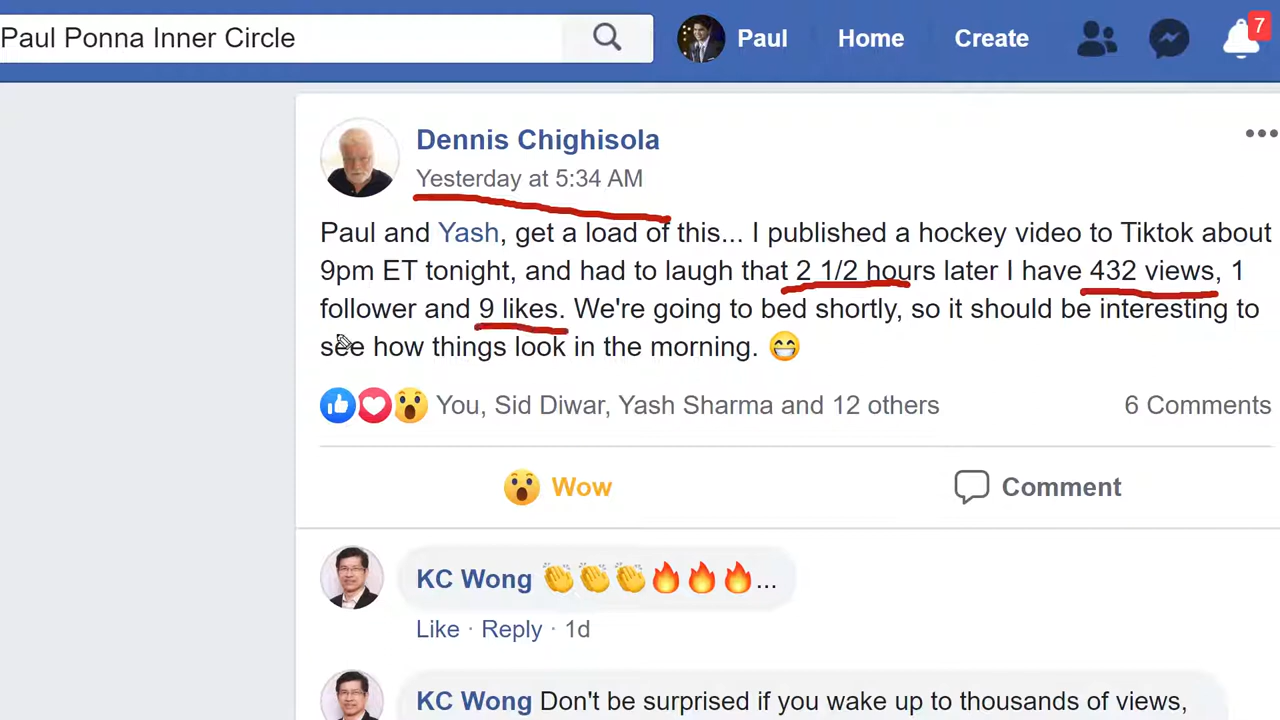 Paul Ponna Inner Circle
Paul Home Create 7
Dennis Chighisola
Yesterday at 5:34 AM
Paul and Yash, get a load of this... I published a hockey video to Tiktok about
9pm ET tonight, and had to laugh that 2 1/2 hours later I have 432 views, 1
follower and 9 likes. We're going to bed shortly, so it should be interesting to
see how things look in the morning. 😁
You, Sid Diwar, Yash Sharma and 12 others 6 Comments
Wow Comment
KC Wong 👏👏👏🔥🔥🔥...
Like · Reply · 1d
KC Wong Don't be surprised if you wake up to thousands of views,